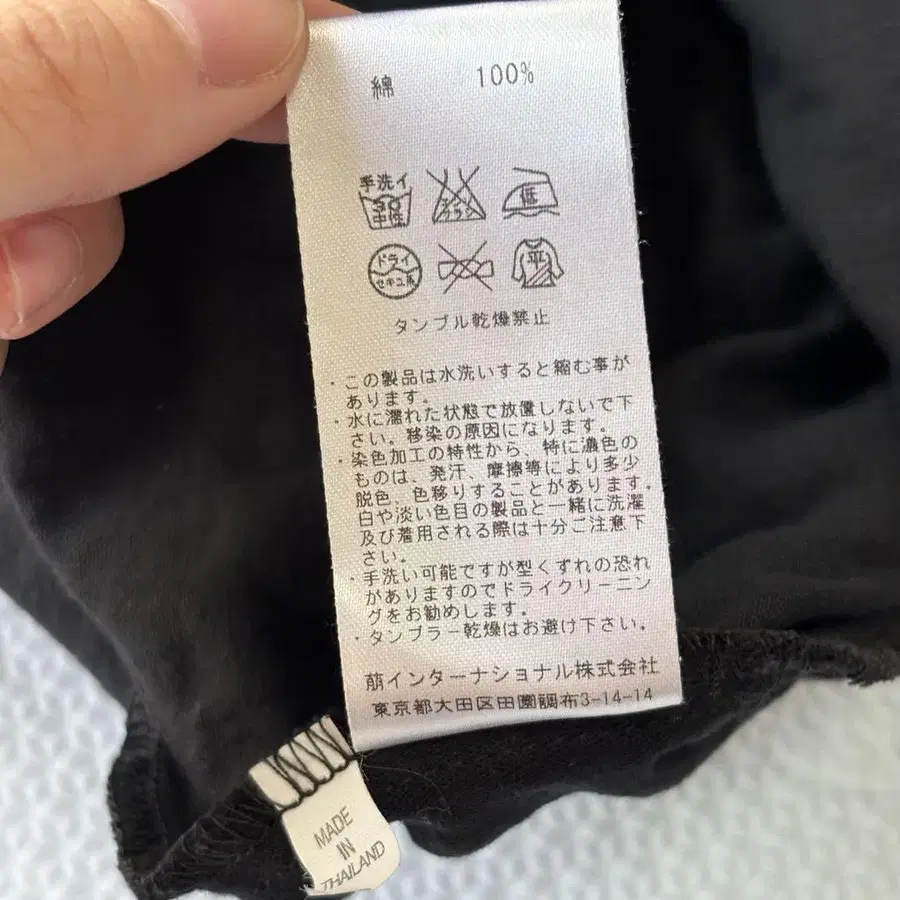 綿 100%
手洗イ
30
中性
エンソ
サラシ
低
ドライ
セキユ系
平
タンブル乾燥禁止
・この製品は水洗いすると縮む事が
あります。
・水に濡れた状態で放置しないで下
さい。移染の原因になります。
・染色加工の特性から、特に濃色の
ものは、発汗、摩擦等により多少
脱色、色移りすることがあります。
白や淡い色目の製品と一緒に洗濯
及び着用される際は十分ご注意下
さい。
・手洗い可能ですが型くずれの恐れ
がありますのでドライクリーニン
グをお勧めします。
・タンブラー乾燥はお避け下さい。
萌インターナショナル株式会社
東京都大田区田園調布3-14-14
MADE
IN
THAILAND